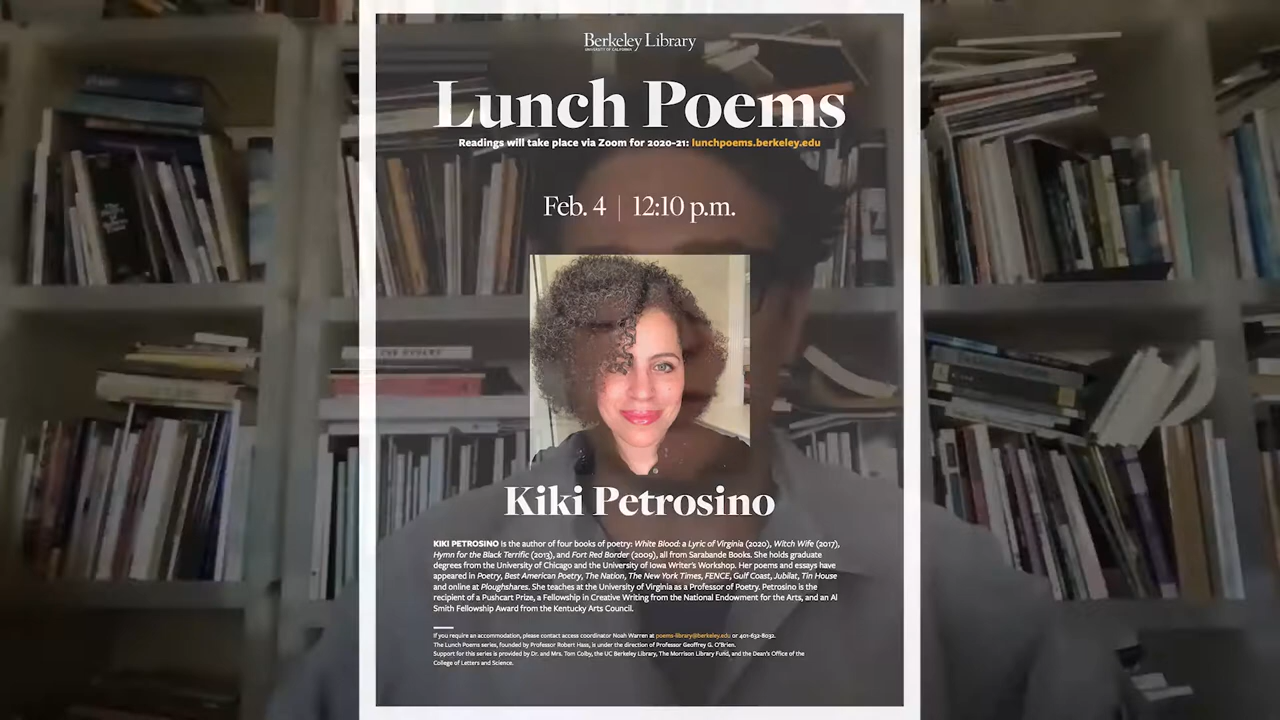 Berkeley Library
UNIVERSITY OF CALIFORNIA
Lunch Poems
Readings will take place via Zoom for 2020-21: lunchpoems.berkeley.edu
Feb. 4 | 12:10 p.m.
Kiki Petrosino
KIKI PETROSINO is the author of four books of poetry: White Blood: a Lyric of Virginia (2020), Witch Wife (2017),
Hymn for the Black Terrific (2013), and Fort Red Border (2009), all from Sarabande Books. She holds graduate
degrees from the University of Chicago and the University of Iowa Writer's Workshop. Her poems and essays have
appeared in Poetry, Best American Poetry, The Nation, The New York Times, FENCE, Gulf Coast, Jubilat, Tin House
and online at Ploughshares. She teaches at the University of Virginia as a Professor of Poetry. Petrosino is the
recipient of a Pushcart Prize, a Fellowship in Creative Writing from the National Endowment for the Arts, and an Al
Smith Fellowship Award from the Kentucky Arts Council.
If you require an accommodation, please contact access coordinator Noah Warren at poems-library@berkeley.edu or 401-632-8032.
The Lunch Poems series, founded by Professor Robert Hass, is under the direction of Professor Geoffrey G. O'Brien.
Support for this series is provided by Dr. and Mrs. Tom Colby, the UC Berkeley Library, The Morrison Library Fund, and the Dean's Office of the
College of Letters and Science.